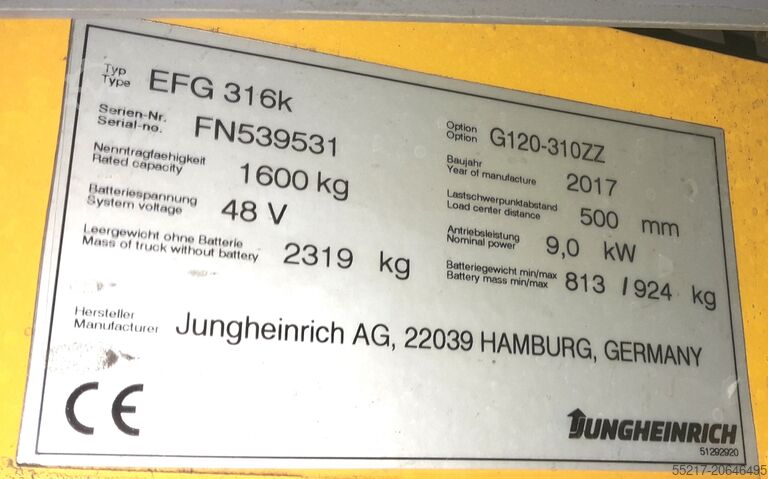 Typ
Type EFG 316k
Serien-Nr.
Serial-no. FN539531
Option
Option G120-310ZZ
Nenntragfaehigkeit
Rated capacity 1600 kg
Baujahr
Year of manufacture 2017
Batteriespannung
System voltage 48 V
Lastschwerpunktabstand
Load center distance 500 mm
Leergewicht ohne Batterie
Mass of truck without battery 2319 kg
Antriebsleistung
Nominal power 9,0 kW
Batteriegewicht min/max
Battery mass min/max 813 / 924 kg
Hersteller
Manufacturer Jungheinrich AG, 22039 HAMBURG, GERMANY
CE
JUNGHEINRICH
51292920
55217-20646495